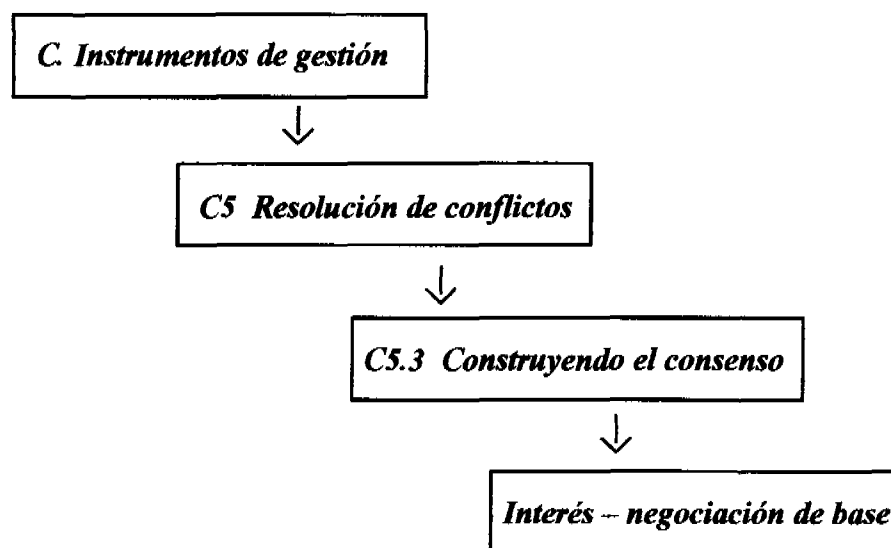 C. Instrumentos de gestión
C5 Resolución de conflictos
C5.3 Construyendo el consenso
Interés – negociación de base